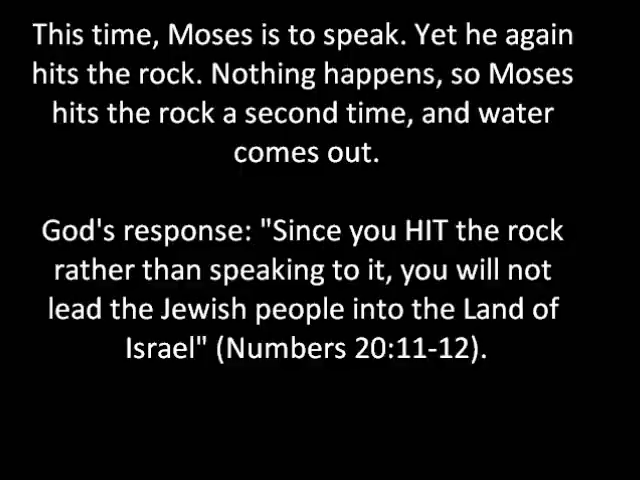 This time, Moses is to speak. Yet he again
hits the rock. Nothing happens, so Moses
hits the rock a second time, and water
comes out.
God's response: "Since you HIT the rock
rather than speaking to it, you will not
lead the Jewish people into the Land of
Israel" (Numbers 20:11-12).